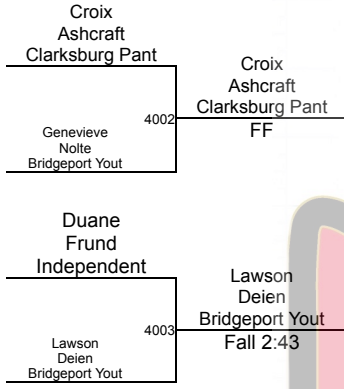 Croix
Ashcraft
Clarksburg Pant
4002
Genevieve
Nolte
Bridgeport Yout
Croix
Ashcraft
Clarksburg Pant
FF
Duane
Frund
Independent
4003
Lawson
Deien
Bridgeport Yout
Lawson
Deien
Bridgeport Yout
Fall 2:43